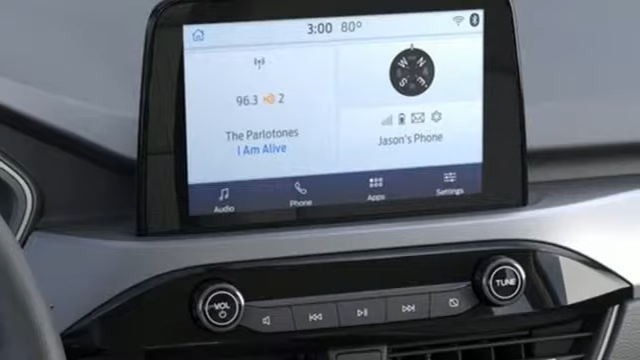 3:00 80°
96.3 2
The Parlotones
I Am Alive
N
W
E
S
Jason's Phone
Audio
Phone
Apps
Settings
VOL
TUNE